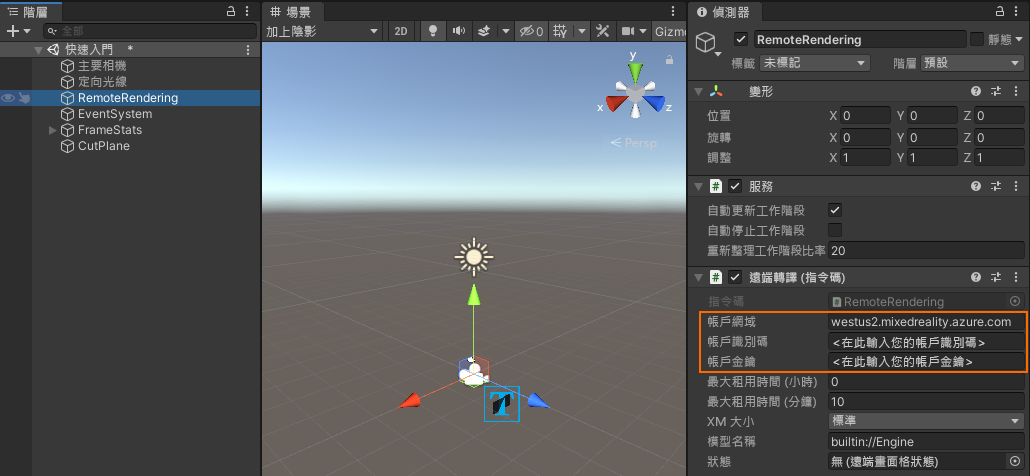 階層
全部
快速入門 *
主要相機
定向光線
RemoteRendering
EventSystem
FrameStats
CutPlane
場景
加上陰影
2D
0
Gizm
y
x
z
Persp
偵測器
RemoteRendering
靜態
標籤 未標記
階層 預設
變形
位置 X 0 Y 0 Z 0
旋轉 X 0 Y 0 Z 0
調整 X 1 Y 1 Z 1
服務
自動更新工作階段
自動停止工作階段
重新整理工作階段比率 20
遠端轉譯 (指令碼)
指令碼 RemoteRendering
帳戶網域 westus2.mixedreality.azure.com
帳戶識別碼 <在此輸入您的帳戶識別碼>
帳戶金鑰 <在此輸入您的帳戶金鑰>
最大租用時間 (小時) 0
最大租用時間 (分鐘) 10
XM 大小 標準
模型名稱 builtin://Engine
狀態 無 (遠端畫面格狀態)